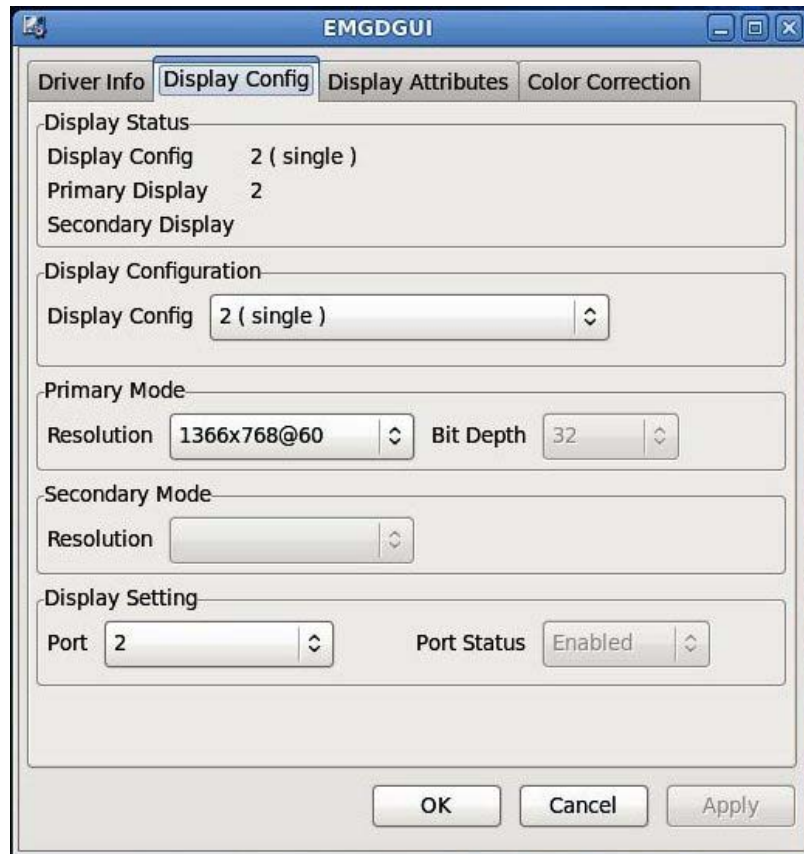 EMGDGUI
Driver Info Display Config Display Attributes Color Correction
Display Status
Display Config 2 ( single )
Primary Display 2
Secondary Display
Display Configuration
Display Config 2 ( single )
Primary Mode
Resolution 1366x768@60 Bit Depth 32
Secondary Mode
Resolution
Display Setting
Port 2 Port Status Enabled
OK Cancel Apply